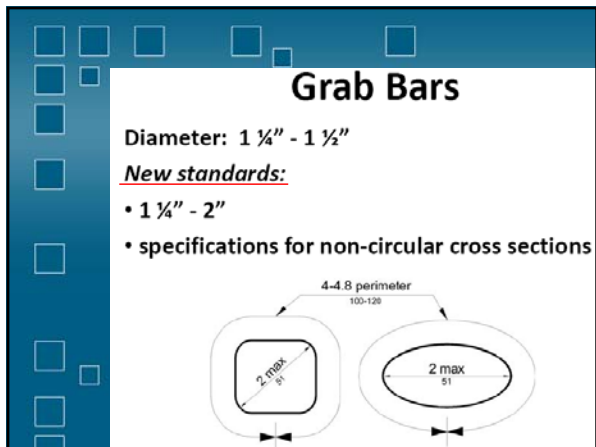 Grab Bars
Diameter:  1 ¼” - 1 ½”
New standards:
• 1 ¼” - 2”
• specifications for non-circular cross sections
4-4.8 perimeter
100-120
2 max
51
2 max
51